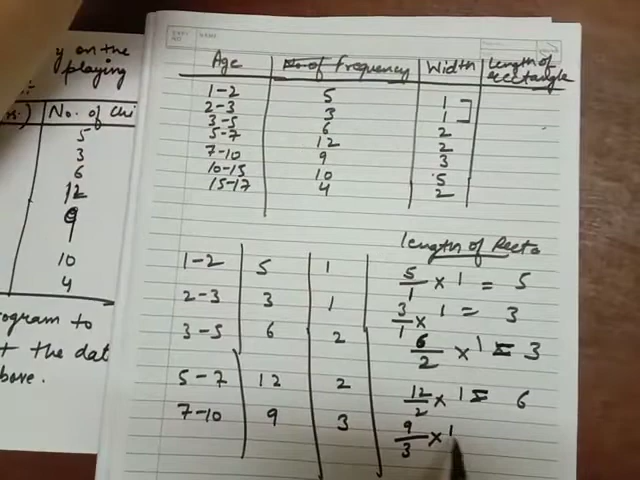 y on the
playing
rs.) No. of chi
5
3
6
12
9
10
4
rogram to
t the dat
bove.
Age of frequency Width Length of rectangle
1-2 5 1
2-3 3 1
3-5 6 2
5-7 12 2
7-10 9 3
10-15 10 5
15-17 4 2
length of Recta
1-2 5 1 5/1 × 1 = 5
2-3 3 1 3/1 × 1 = 3
3-5 6 2 6/2 × 1 = 3
5-7 12 2 12/2 × 1 = 6
7-10 9 3 9/3 × 1